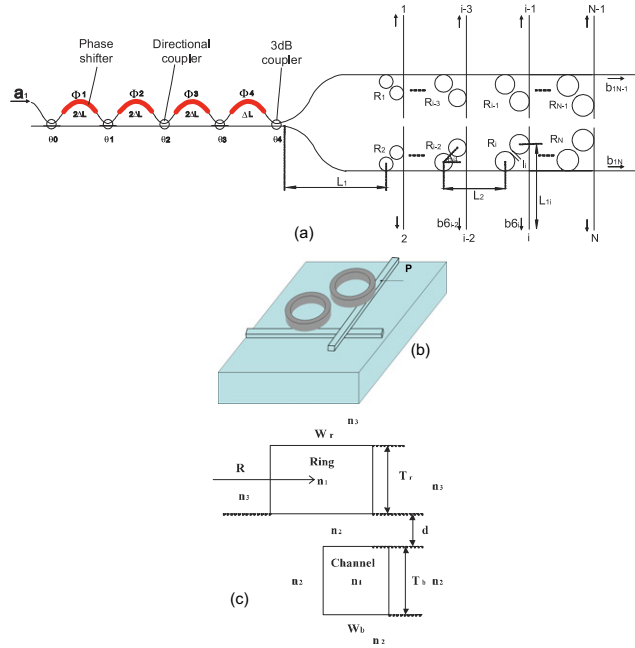 1
i-3
i-1
N-1
Phase shifter
Directional coupler
3dB coupler
a1
Φ1
Φ2
Φ3
Φ4
2ΔL
2ΔL
2ΔL
ΔL
θ0
θ1
θ2
θ3
θ4
R1
Ri-3
Ri-1
RN-1
b1N-1
R2
Ri-2
Ri
RN
li
b1N
L1
L2
L1i
b6i-2
b6i
2
i-2
i
N
(a)
P
(b)
n3
Wr
R
Ring
n1
Tr
n3
n3
n2
d
n2
Channel
n1
Tb
n2
(c)
Wb
n2